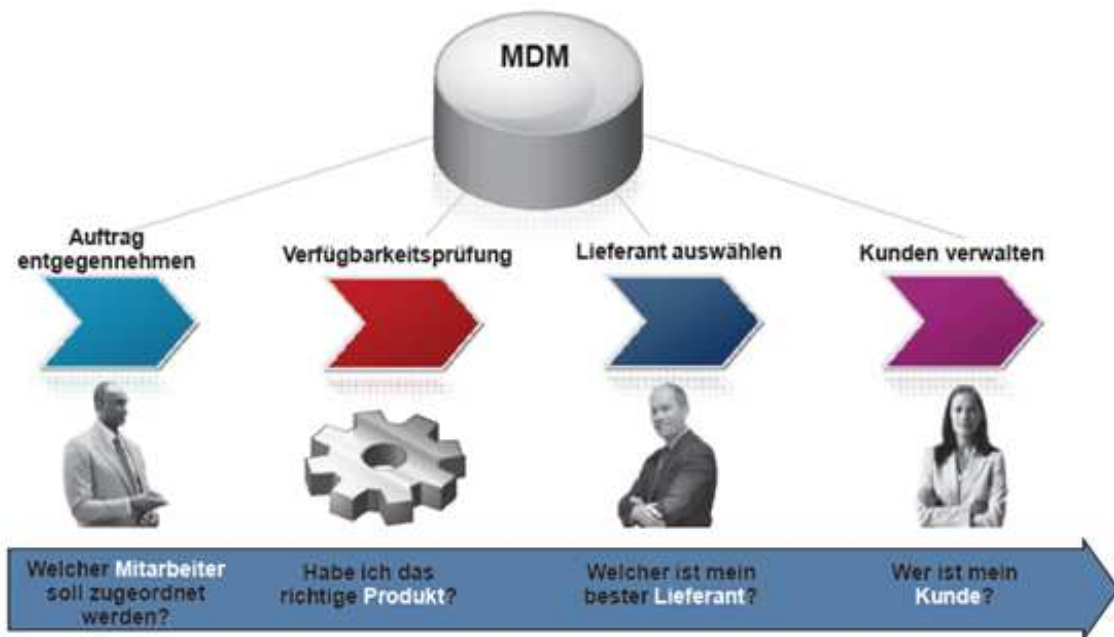 MDM
Auftrag
entgegennehmen
Verfügbarkeitsprüfung
Lieferant auswählen
Kunden verwalten
Welcher Mitarbeiter
soll zugeordnet
werden?
Habe ich das
richtige Produkt?
Welcher ist mein
bester Lieferant?
Wer ist mein
Kunde?